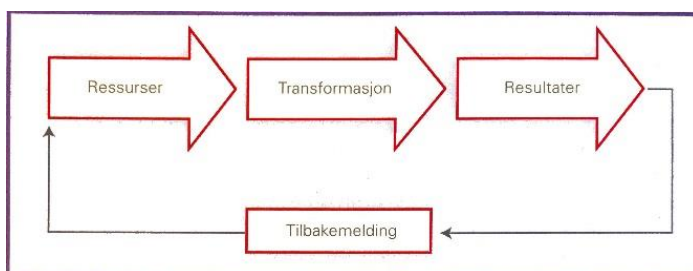 Ressurser
Transformasjon
Resultater
Tilbakemelding